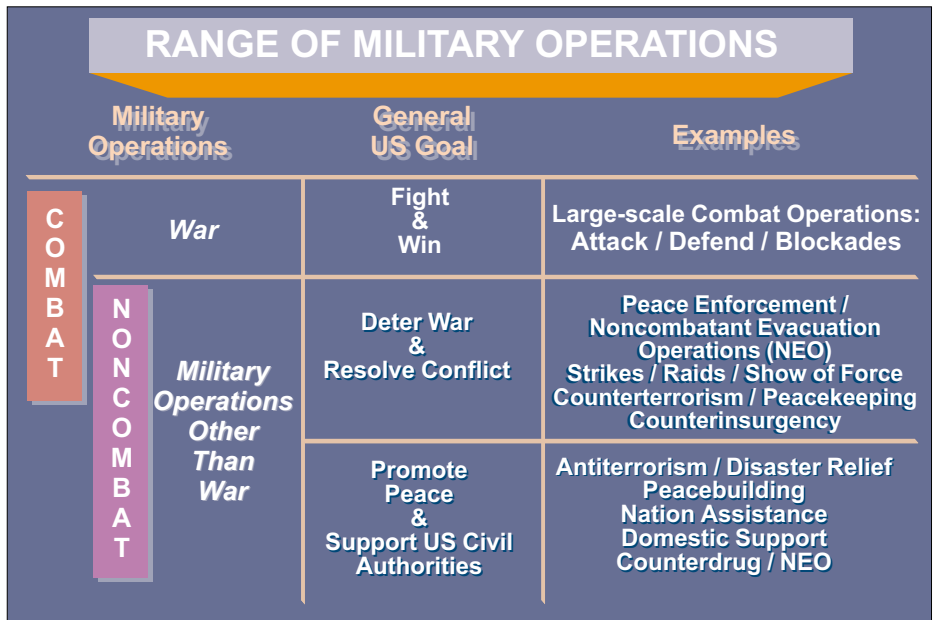 RANGE OF MILITARY OPERATIONS
Military
Operations
General
US Goal
Examples
COMBAT
War
Fight
&
Win
Large-scale Combat Operations:
Attack / Defend / Blockades
NONCOMBAT
Military
Operations
Other
Than
War
Deter War
&
Resolve Conflict
Peace Enforcement /
Noncombatant Evacuation
Operations (NEO)
Strikes / Raids / Show of Force
Counterterrorism / Peacekeeping
Counterinsurgency
Promote
Peace
&
Support US Civil
Authorities
Antiterrorism / Disaster Relief
Peacebuilding
Nation Assistance
Domestic Support
Counterdrug / NEO